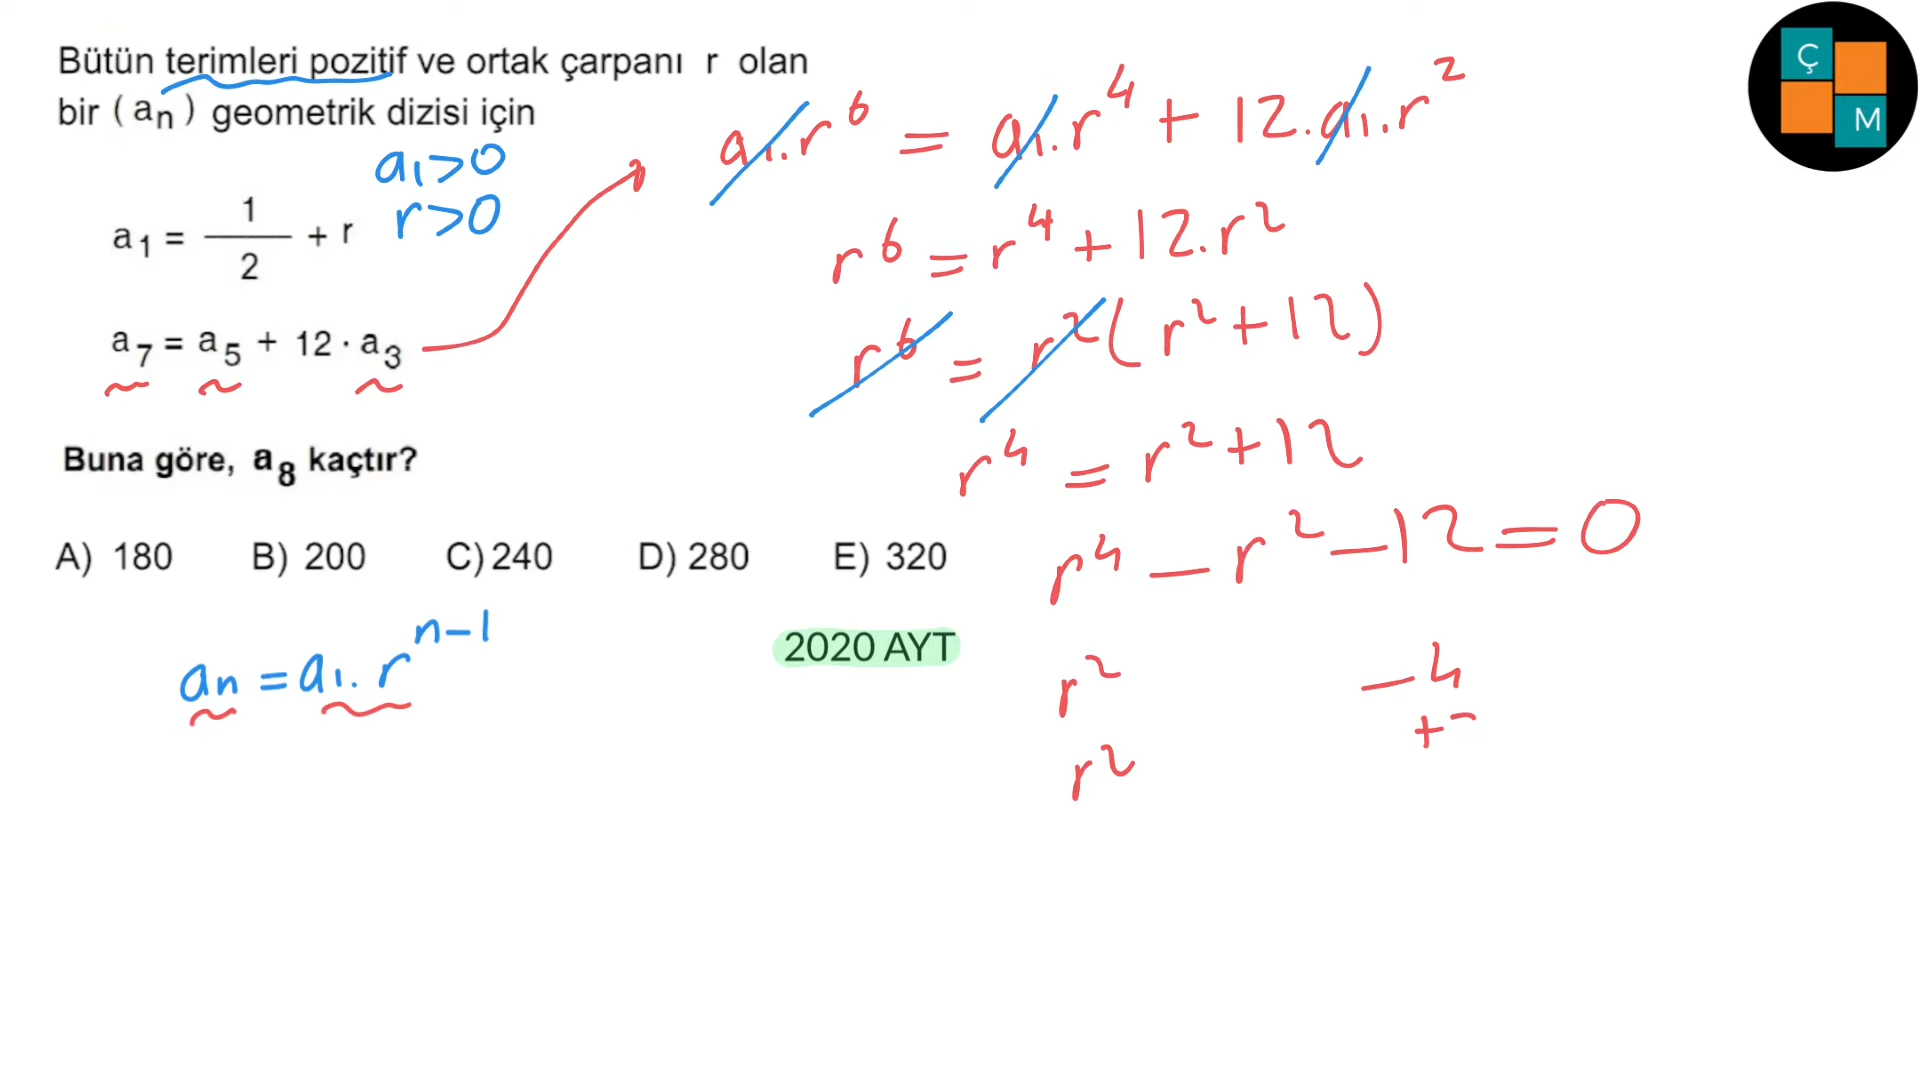 Bütün terimleri pozitif ve ortak çarpanı r olan
bir (aₙ) geometrik dizisi için
a₁ > 0
r > 0
a₁ = 1/2 + r
a₇ = a₅ + 12 · a₃
Buna göre, a₈ kaçtır?
A) 180 B) 200 C) 240 D) 280 E) 320
aₙ = a₁. rⁿ⁻¹
2020 AYT
a₁.r⁶ = a₁.r⁴ + 12.a₁.r²
r⁶ = r⁴ + 12.r²
r⁶ = r²(r² + 12)
r⁴ = r² + 12
r⁴ - r² - 12 = 0
r² -4
r² +
Ç
M